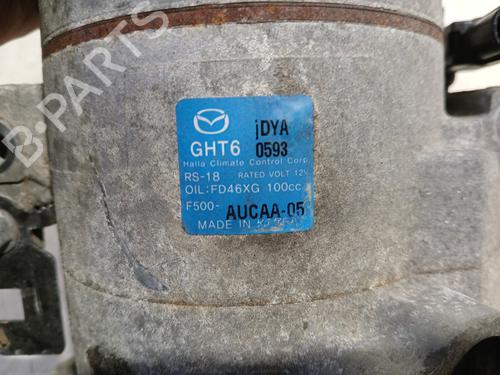 B-PARTS
GHT6 jDYA
0593
Halla Climate Control Corp.
RS-18 RATED VOLT 12V
OIL:FD46XG 100cc
F500-AUCAA-05
MADE IN